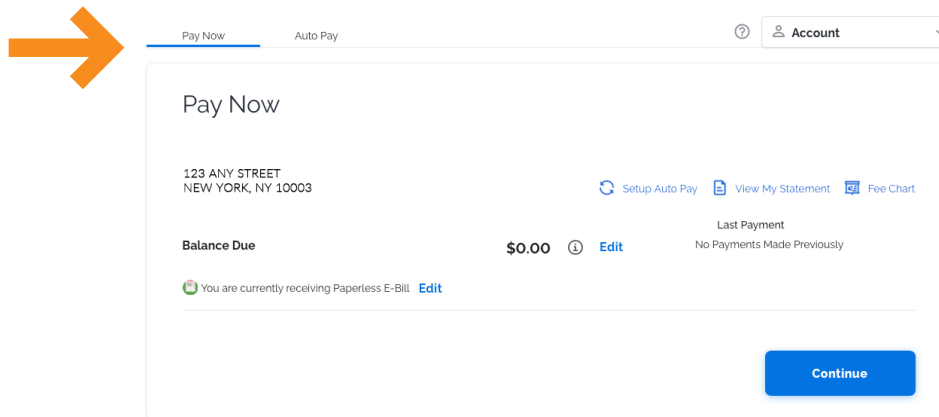 Pay Now
Auto Pay
Account
Pay Now
123 ANY STREET
NEW YORK, NY 10003
Setup Auto Pay
View My Statement
Fee Chart
Last Payment
No Payments Made Previously
Balance Due
$0.00
Edit
You are currently receiving Paperless E-Bill Edit
Continue